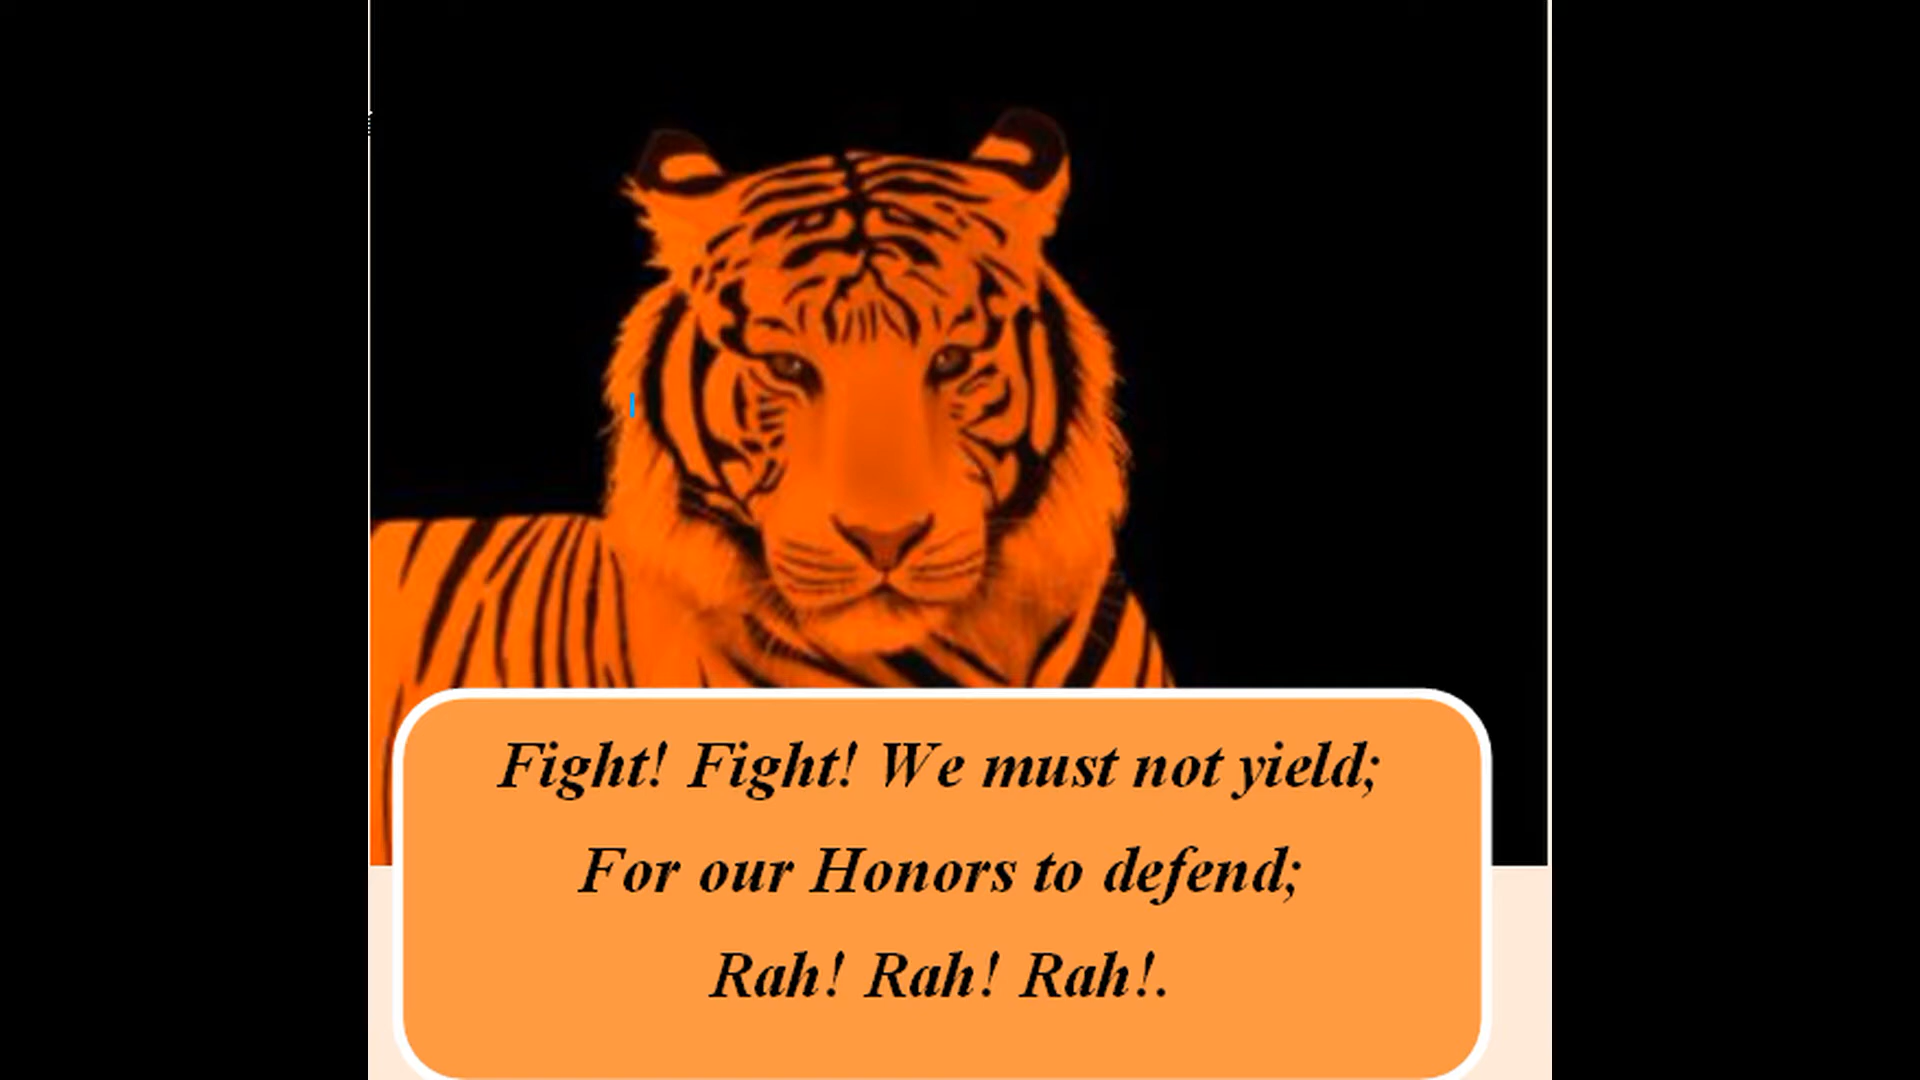 Fight! Fight! We must not yield;
For our Honors to defend;
Rah! Rah! Rah!.